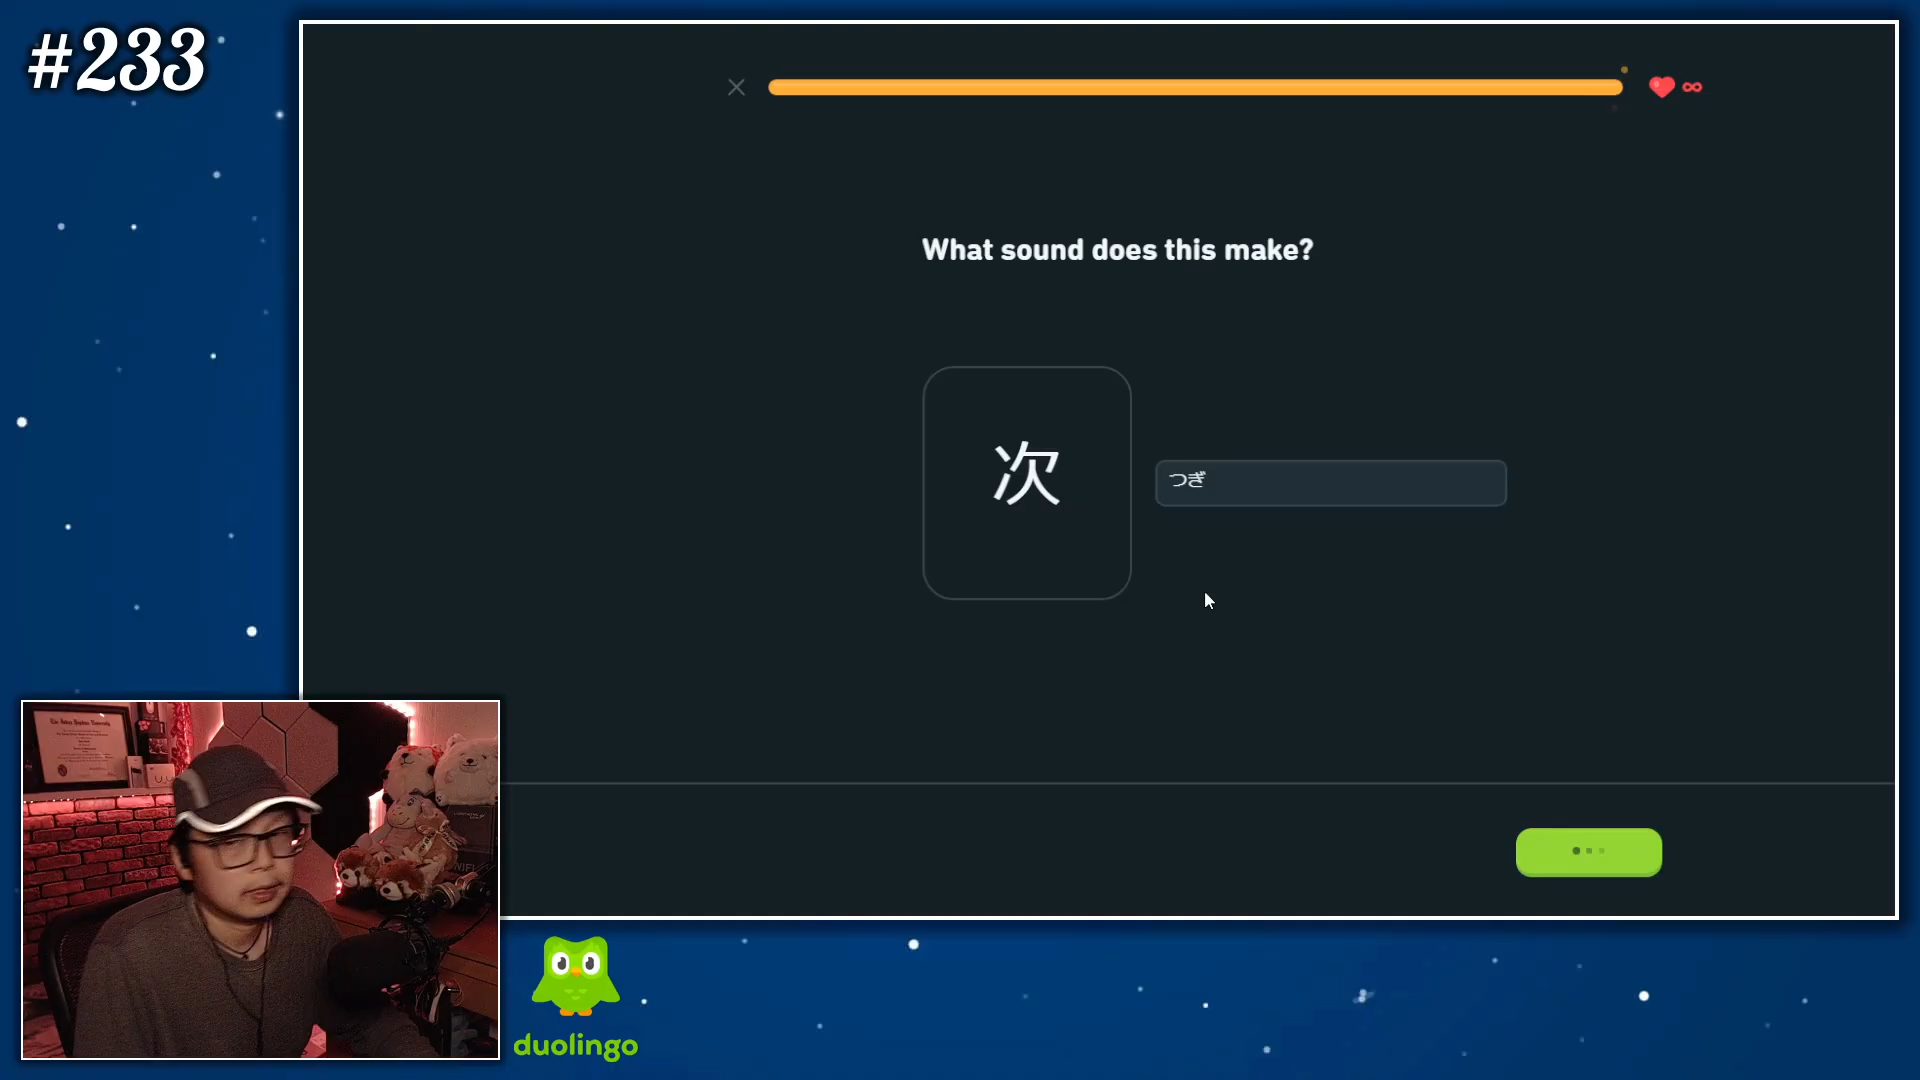 #233
∞
What sound does this make?
次
つぎ
duolingo